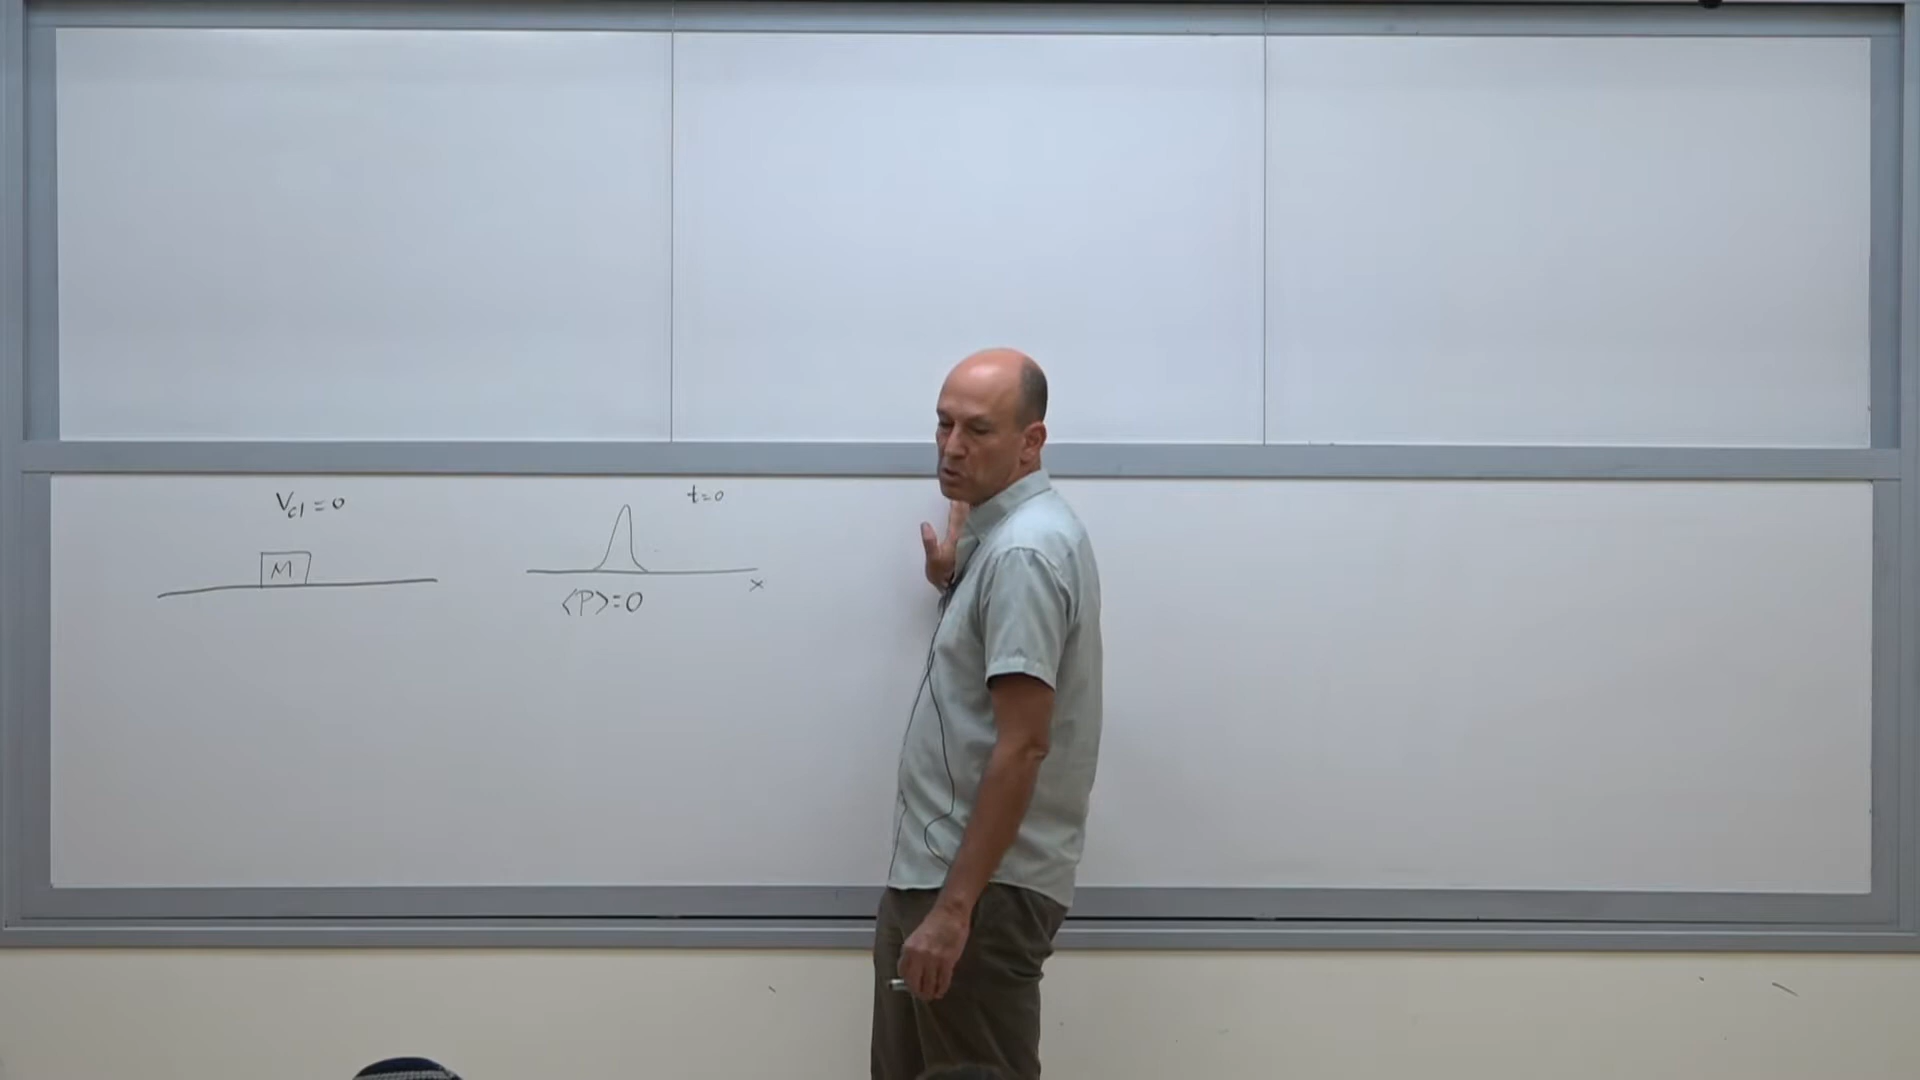 V_cl = 0
M
t=0
x
<P>=0